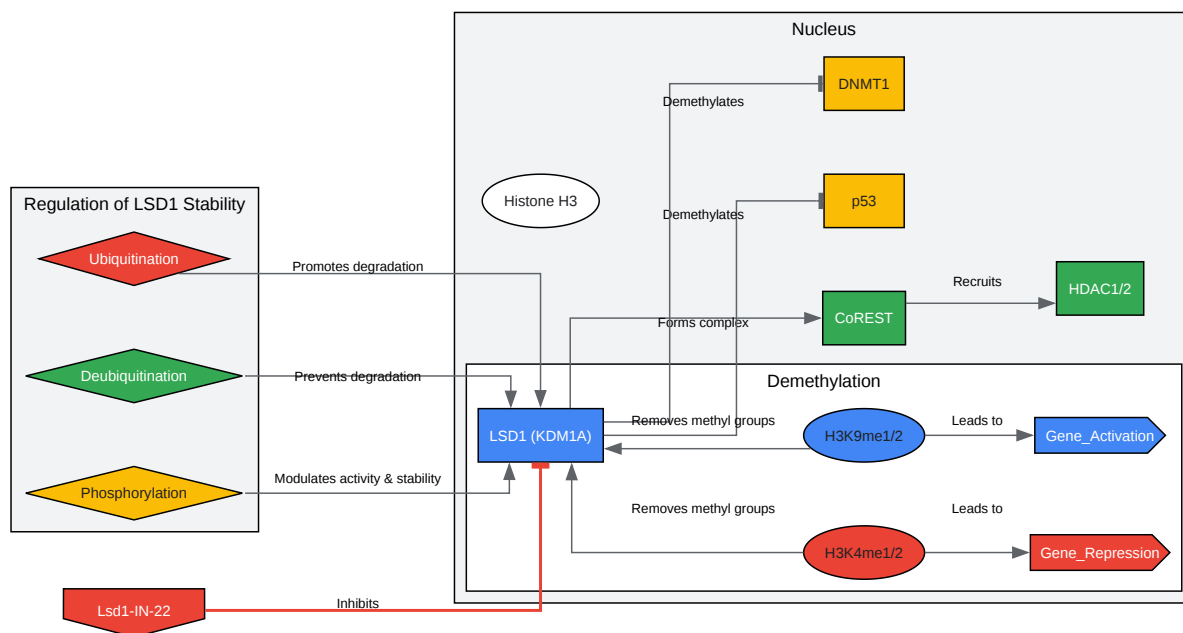 Nucleus
DNMT1
Demethylates
Regulation of LSD1 Stability
Histone H3
p53
Demethylates
Ubiquitination
Promotes degradation
Recruits
HDAC1/2
Forms complex
CoREST
Deubiquitination
Prevents degradation
Demethylation
LSD1 (KDM1A)
Removes methyl groups
H3K9me1/2
Leads to
Gene_Activation
Phosphorylation
Modulates activity & stability
Removes methyl groups
H3K4me1/2
Leads to
Gene_Repression
Lsd1-IN-22
Inhibits